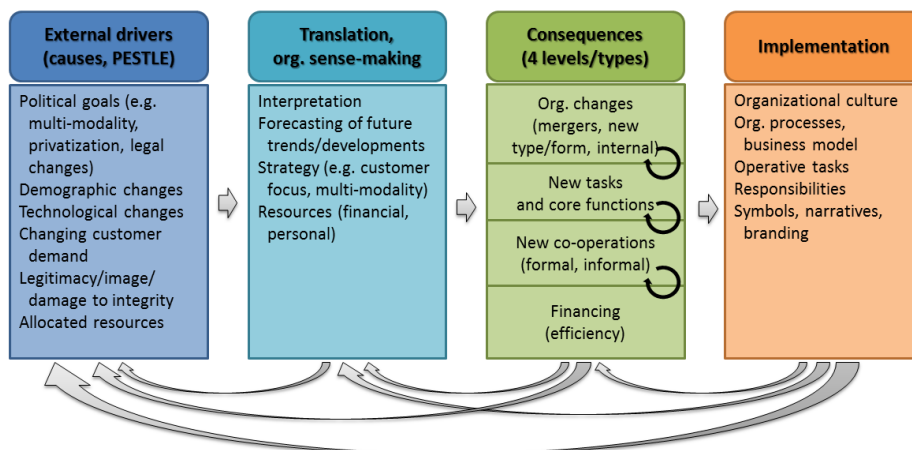 External drivers
(causes, PESTLE)
Political goals (e.g.
multi-modality,
privatization, legal
changes)
Demographic changes
Technological changes
Changing customer
demand
Legitimacy/image/
damage to integrity
Allocated resources
Translation,
org. sense-making
Interpretation
Forecasting of future
trends/developments
Strategy (e.g. customer
focus, multi-modality)
Resources (financial,
personal)
Consequences
(4 levels/types)
Org. changes
(mergers, new
type/form, internal)
New tasks
and core functions
New co-operations
(formal, informal)
Financing
(efficiency)
Implementation
Organizational culture
Org. processes,
business model
Operative tasks
Responsibilities
Symbols, narratives,
branding